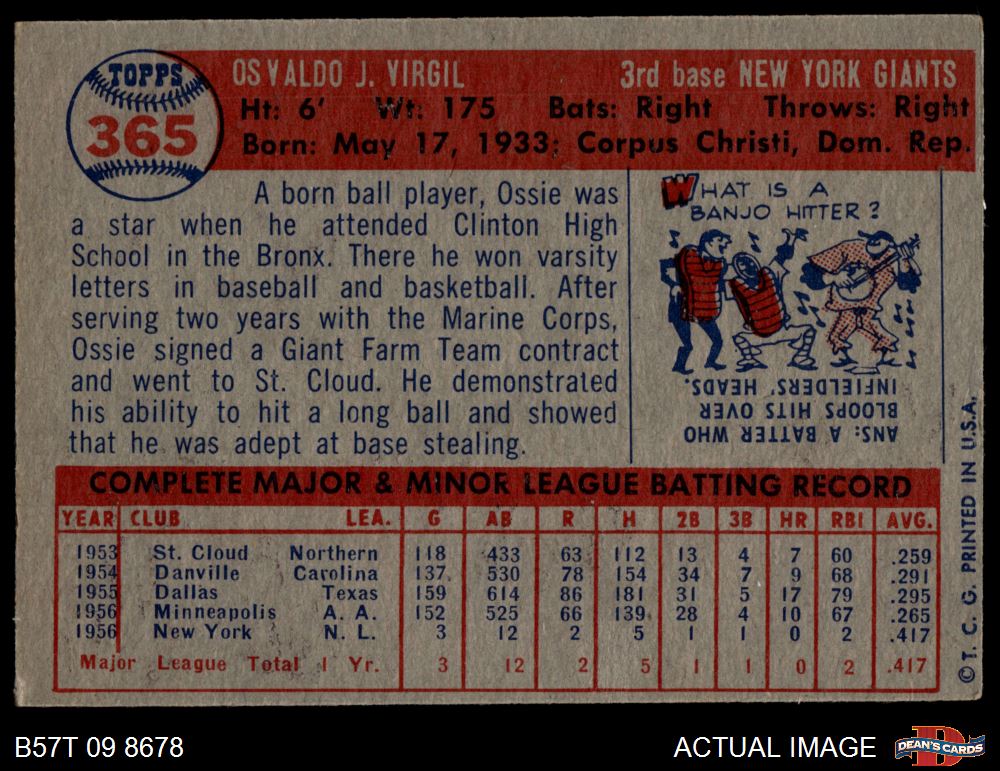 TOPPS
365
OSVALDO J. VIRGIL 3rd base NEW YORK GIANTS
Ht: 6' Wt: 175 Bats: Right Throws: Right
Born: May 17, 1933; Corpus Christi, Dom. Rep.
A born ball player, Ossie was
a star when he attended Clinton High
School in the Bronx. There he won varsity
letters in baseball and basketball. After
serving two years with the Marine Corps,
Ossie signed a Giant Farm Team contract
and went to St. Cloud. He demonstrated
his ability to hit a long ball and showed
that he was adept at base stealing.
WHAT IS A
BANJO HITTER?
ANS: A BATTER WHO
BLOOPS HITS OVER
INFIELDERS' HEADS.
COMPLETE MAJOR & MINOR LEAGUE BATTING RECORD
YEAR CLUB LEA. G AB R H 2B 3B HR RBI AVG.
1953 St. Cloud Northern 118 433 63 112 13 4 7 60 .259
1954 Danville Carolina 137 530 78 154 34 7 9 68 .291
1955 Dallas Texas 159 614 86 181 31 5 17 79 .295
1956 Minneapolis A. A. 152 525 66 139 28 4 10 67 .265
1956 New York N. L. 3 12 2 5 1 1 0 2 .417
Major League Total 1 Yr. 3 12 2 5 1 1 0 2 .417
© T. C. G. PRINTED IN U.S.A.
B57T 09 8678
ACTUAL IMAGE
D
DEAN'S CARDS